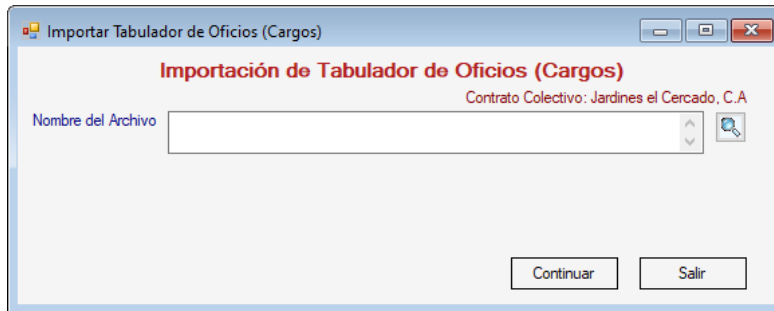 Importar Tabulador de Oficios (Cargos)
Importación de Tabulador de Oficios (Cargos)
Contrato Colectivo: Jardines el Cercado, C.A
Nombre del Archivo
Continuar
Salir